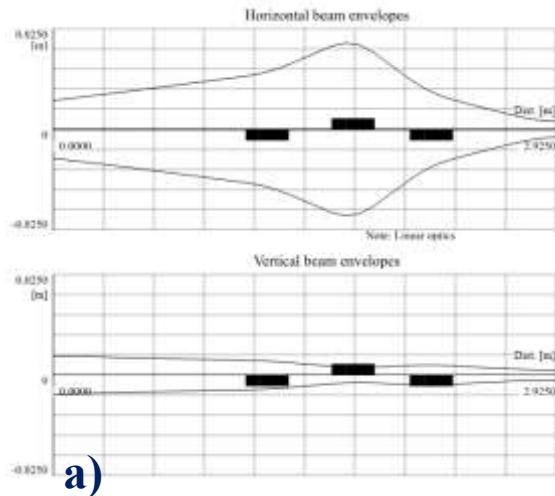 Horizontal beam envelopes
0.0250
[m]
Dist. [m]
0
0.0000
2.9250
-0.0250
Note: Linear optics
Vertical beam envelopes
0.0250
[m]
Dist. [m]
0
0.0000
2.9250
-0.0250
a)